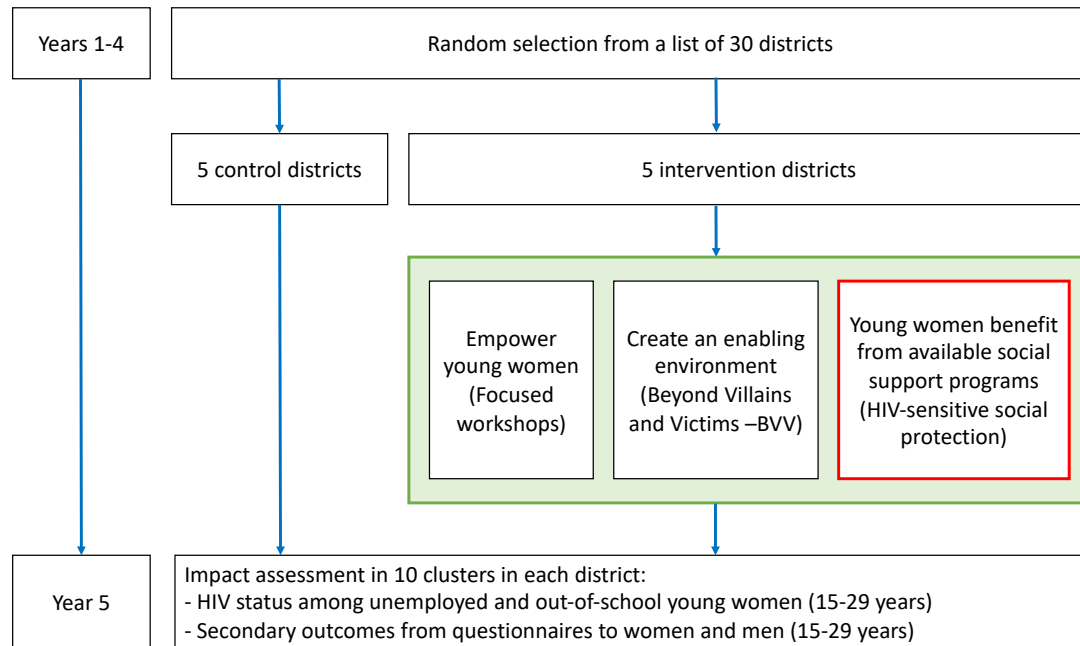 Years 1-4
Random selection from a list of 30 districts
5 control districts
5 intervention districts
Empower
young women
(Focused
workshops)
Create an enabling
environment
(Beyond Villains
and Victims –BVV)
Young women benefit
from available social
support programs
(HIV-sensitive social
protection)
Year 5
Impact assessment in 10 clusters in each district:
- HIV status among unemployed and out-of-school young women (15-29 years)
- Secondary outcomes from questionnaires to women and men (15-29 years)